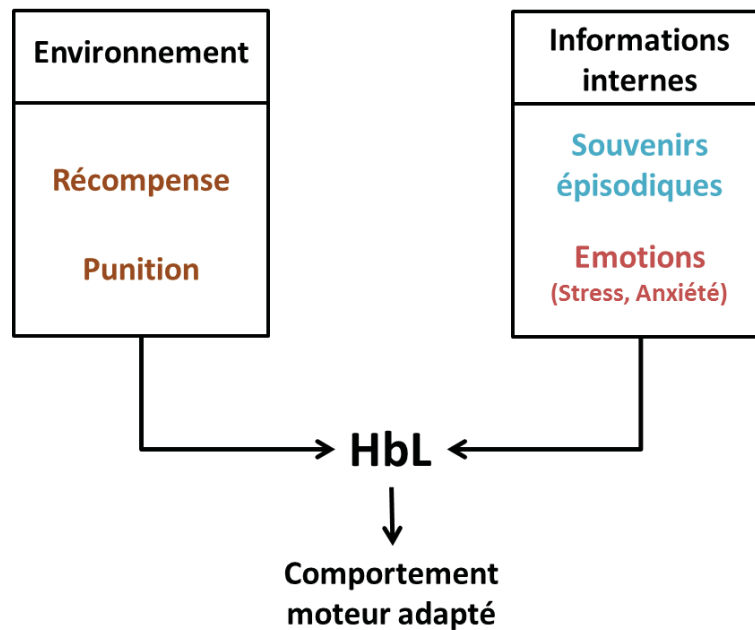 Environnement
Récompense
Punition
Informations
internes
Souvenirs
épisodiques
Emotions
(Stress, Anxiété)
HbL
Comportement
moteur adapté